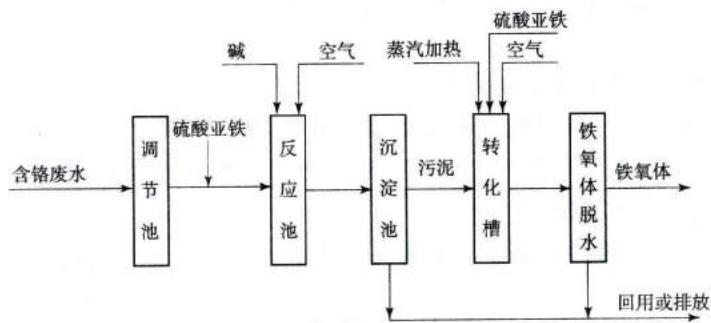 硫酸亚铁
碱
空气
蒸汽加热
空气
硫酸亚铁
含铬废水
调节池
反应池
沉淀池
污泥
转化槽
铁氧体脱水
铁氧体
回用或排放